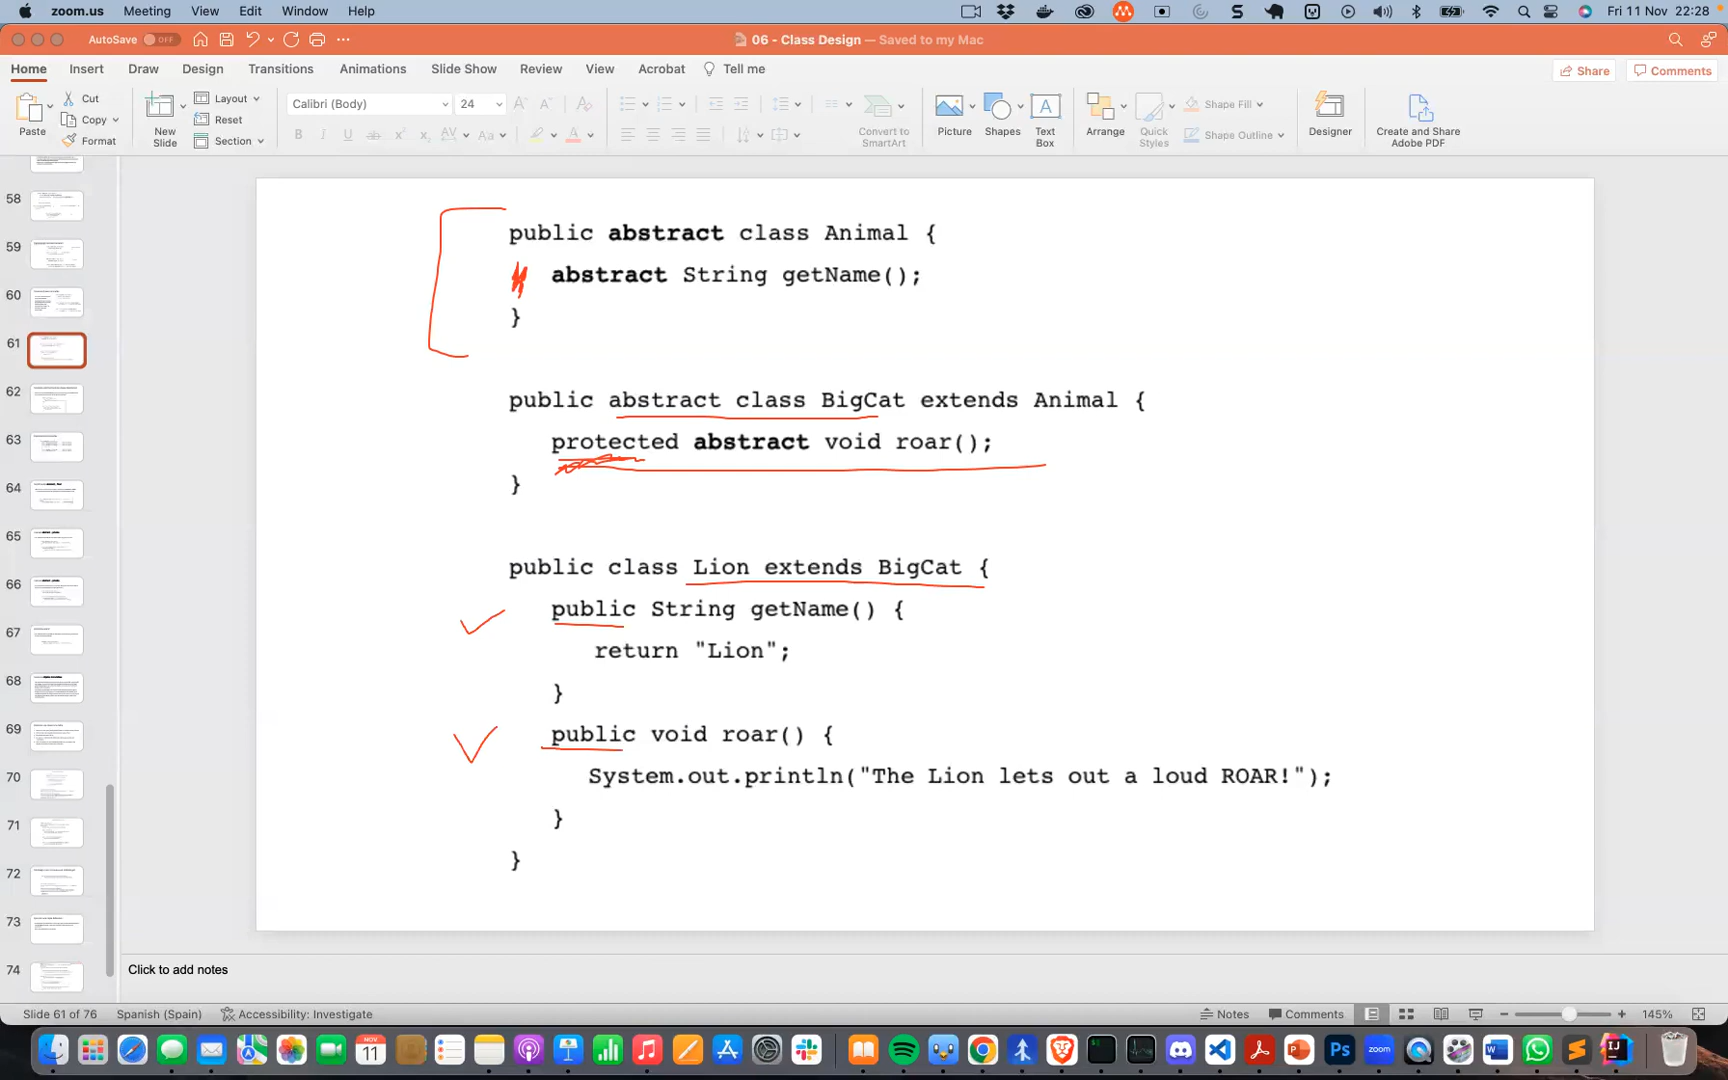 zoom.us Meeting View Edit Window Help Fri 11 Nov 22:28
AutoSave OFF 06 - Class Design — Saved to my Mac
Home Insert Draw Design Transitions Animations Slide Show Review View Acrobat Tell me Share Comments
Paste Cut Copy Format New Slide Layout Reset Section Calibri (Body) 24 Convert to SmartArt Picture Shapes Text Box Arrange Quick Styles Shape Fill Shape Outline Designer Create and Share Adobe PDF
58
59
60
61
62
63
64
65
66
67
68
69
70
71
72
73
74
public abstract class Animal {
abstract String getName();
}
public abstract class BigCat extends Animal {
protected abstract void roar();
}
public class Lion extends BigCat {
public String getName() {
return "Lion";
}
public void roar() {
System.out.println("The Lion lets out a loud ROAR!");
}
}
Click to add notes
Slide 61 of 76 Spanish (Spain) Accessibility: Investigate Notes Comments 145%
NOV
11
zoom